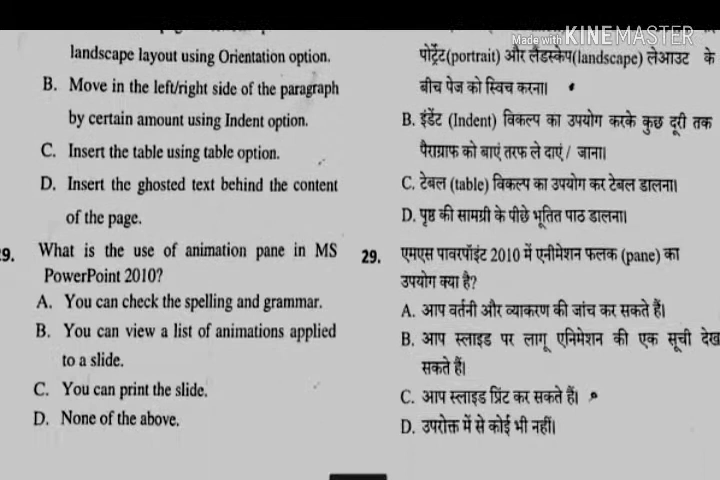 Made with KINEMASTER
landscape layout using Orientation option.
B. Move in the left/right side of the paragraph
by certain amount using Indent option.
C. Insert the table using table option.
D. Insert the ghosted text behind the content
of the page.
9. What is the use of animation pane in MS
PowerPoint 2010?
A. You can check the spelling and grammar.
B. You can view a list of animations applied
to a slide.
C. You can print the slide.
D. None of the above.
पोर्ट्रेट(portrait) और लैंडस्केप(landscape) लेआउट के
बीच पेज को स्विच करना।
B. इंडेंट (Indent) विकल्प का उपयोग करके कुछ दूरी तक
पैराग्राफ को बाएं तरफ ले दाएं / जाना।
C. टेबल (table) विकल्प का उपयोग कर टेबल डालना।
D. पृष्ठ की सामग्री के पीछे भूतित पाठ डालना।
29. एमएस पावरपॉइंट 2010 में एनीमेशन फलक (pane) का
उपयोग क्या है?
A. आप वर्तनी और व्याकरण की जांच कर सकते हैं।
B. आप स्लाइड पर लागू एनिमेशन की एक सूची देख
सकते हैं।
C. आप स्लाइड प्रिंट कर सकते हैं।
D. उपरोक्त में से कोई भी नहीं।